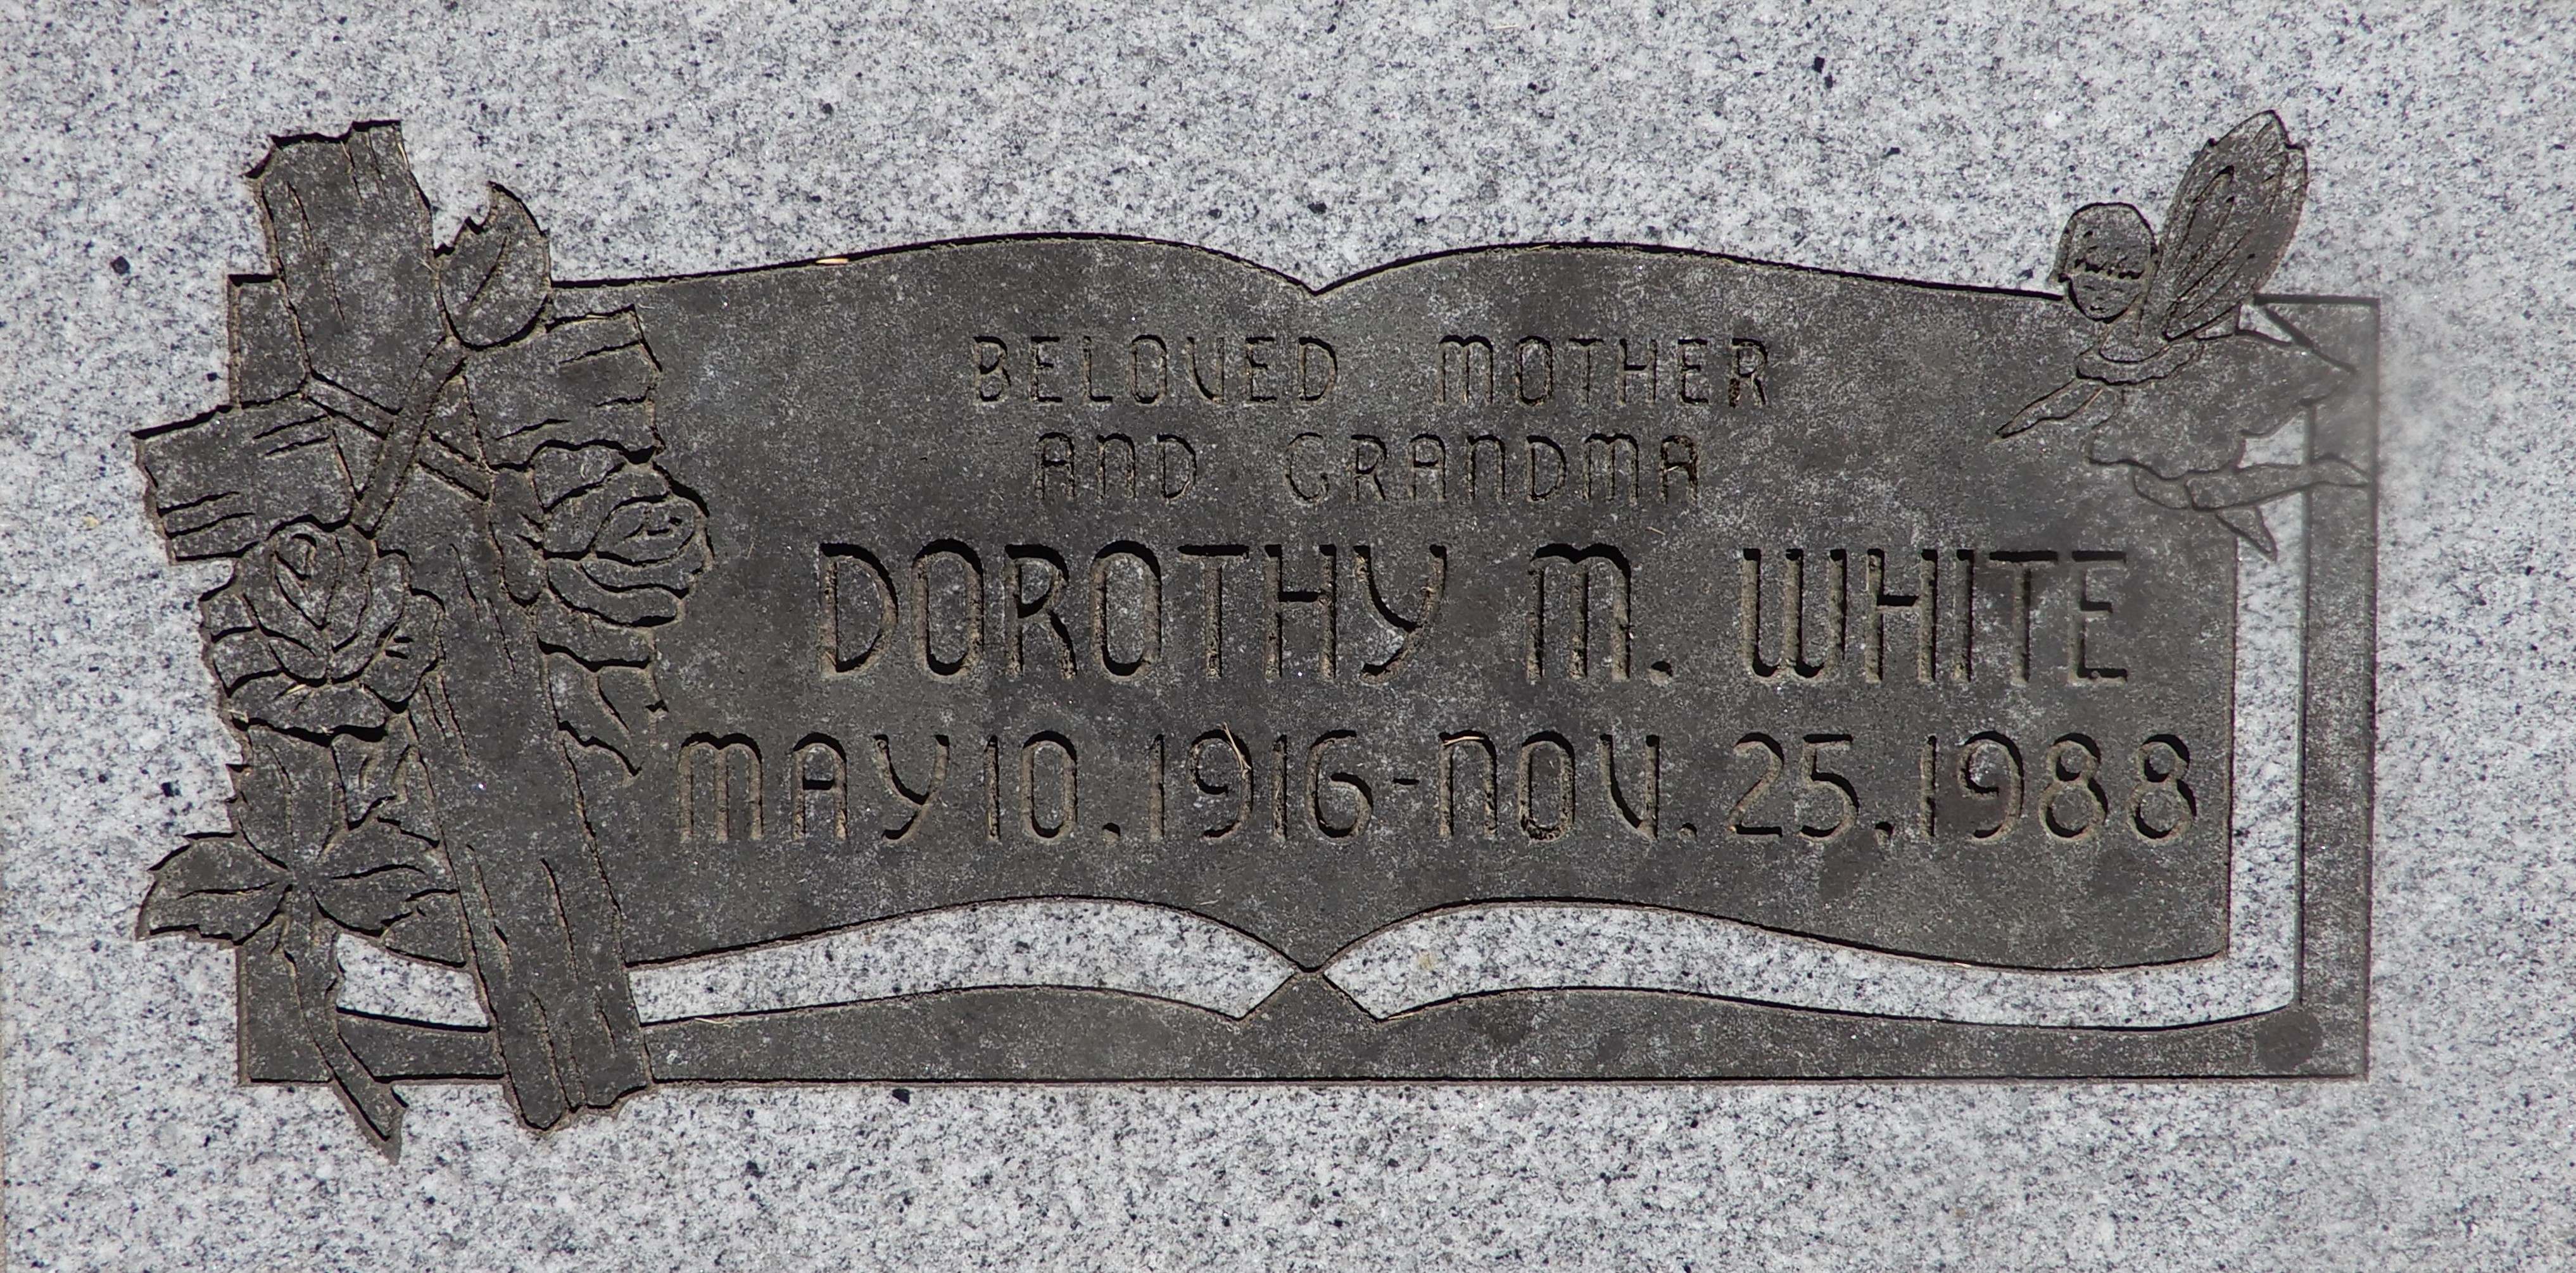 BELOVED MOTHER
AND GRANDMA
DOROTHY M. WHITE
MAY 10.1916-NOV.25.1988